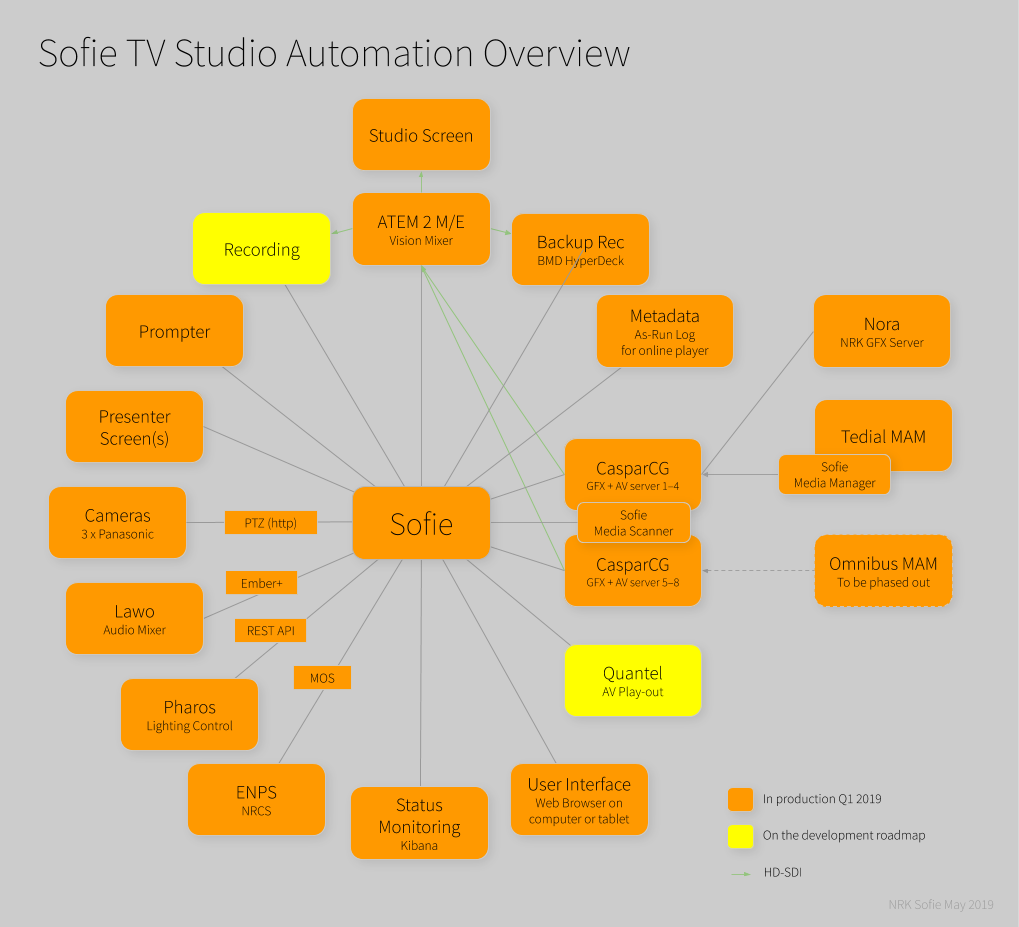 Sofie TV Studio Automation Overview
Studio Screen
ATEM 2 M/E
Vision Mixer
Recording
Backup Rec
BMD HyperDeck
Prompter
Metadata
As-Run Log
for online player
Nora
NRK GFX Server
Presenter
Screen(s)
Tedial MAM
Sofie
Media Manager
CasparCG
GFX + AV server 1–4
Cameras
3 x Panasonic
PTZ (http)
Sofie
Sofie
Media Scanner
CasparCG
GFX + AV server 5–8
Omnibus MAM
To be phased out
Ember+
Lawo
Audio Mixer
REST API
MOS
Quantel
AV Play-out
Pharos
Lighting Control
ENPS
NRCS
Status
Monitoring
Kibana
User Interface
Web Browser on
computer or tablet
In production Q1 2019
On the development roadmap
HD-SDI
NRK Sofie May 2019